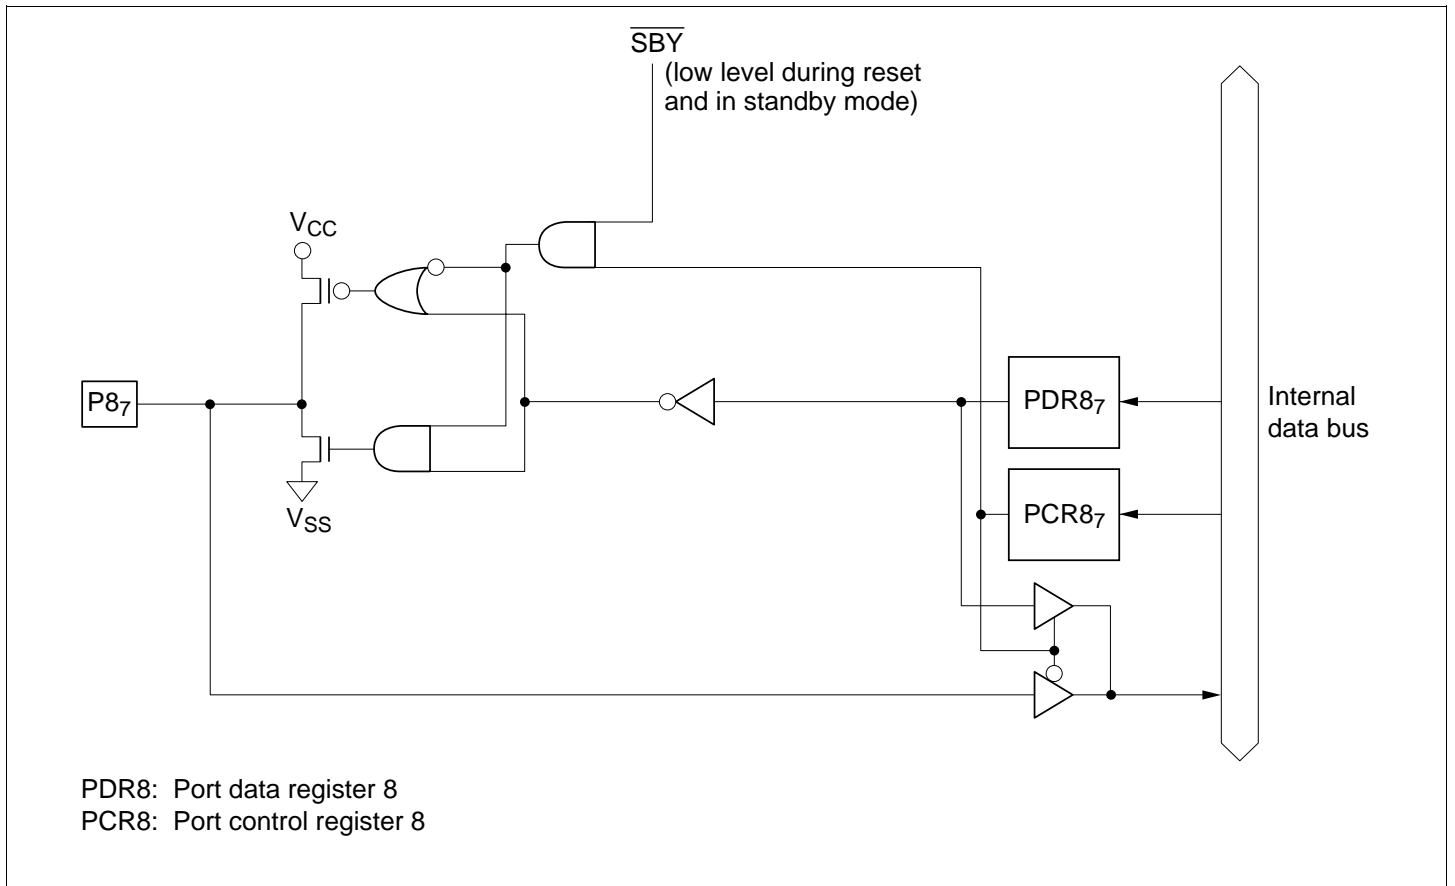 SBY
(low level during reset
and in standby mode)
VCC
P87
VSS
PDR87
PCR87
Internal
data bus
PDR8: Port data register 8
PCR8: Port control register 8